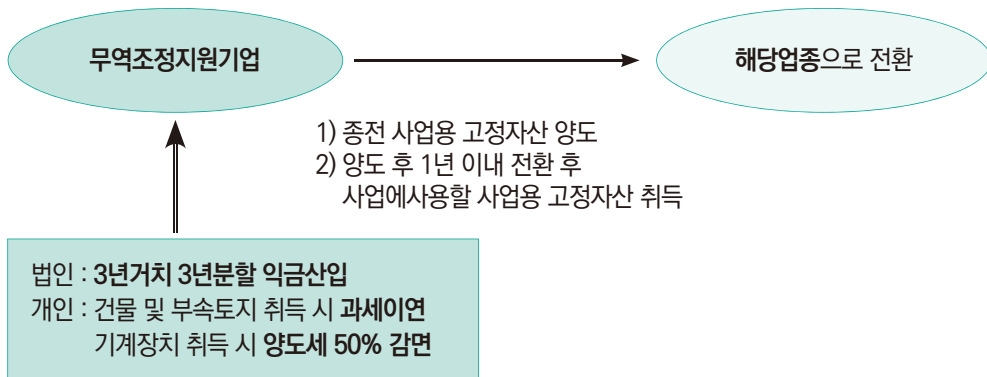 무역조정지원기업
해당업종으로 전환
1) 종전 사업용 고정자산 양도
2) 양도 후 1년 이내 전환 후
사업에사용할 사업용 고정자산 취득
법인 : 3년거치 3년분할 익금산입
개인 : 건물 및 부속토지 취득 시 과세이연
기계장치 취득 시 양도세 50% 감면